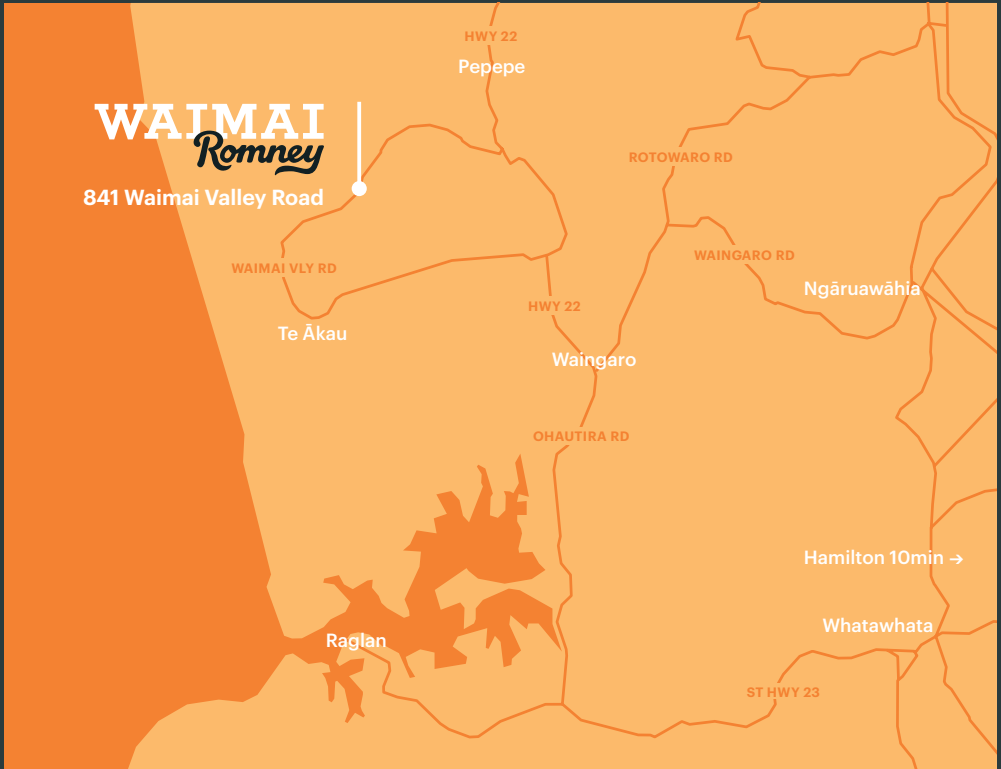 HWY 22
Pepepe
WAIMAI
Romney
841 Waimai Valley Road
ROTOWARO RD
WAINGARO RD
WAIMAI VLY RD
Ngāruawāhia
HWY 22
Te Ākau
Waingaro
OHAUTIRA RD
Hamilton 10min →
Whatawhata
Raglan
ST HWY 23